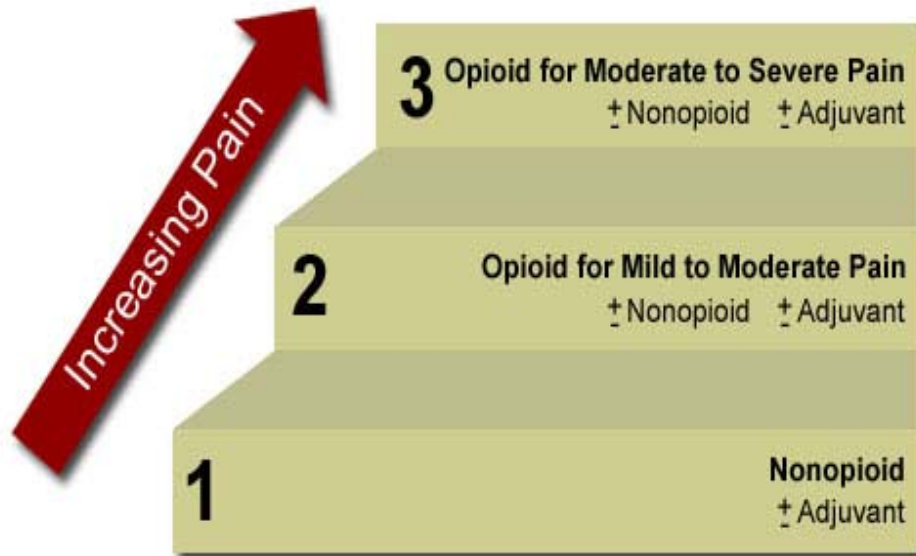 Increasing Pain
3 Opioid for Moderate to Severe Pain
± Nonopioid ± Adjuvant
2 Opioid for Mild to Moderate Pain
± Nonopioid ± Adjuvant
1 Nonopioid
± Adjuvant